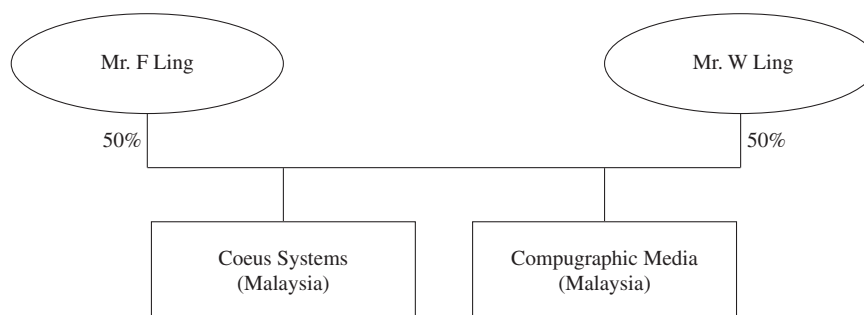 Mr. F Ling
Mr. W Ling
50%
50%
Coeus Systems
(Malaysia)
Compugraphic Media
(Malaysia)